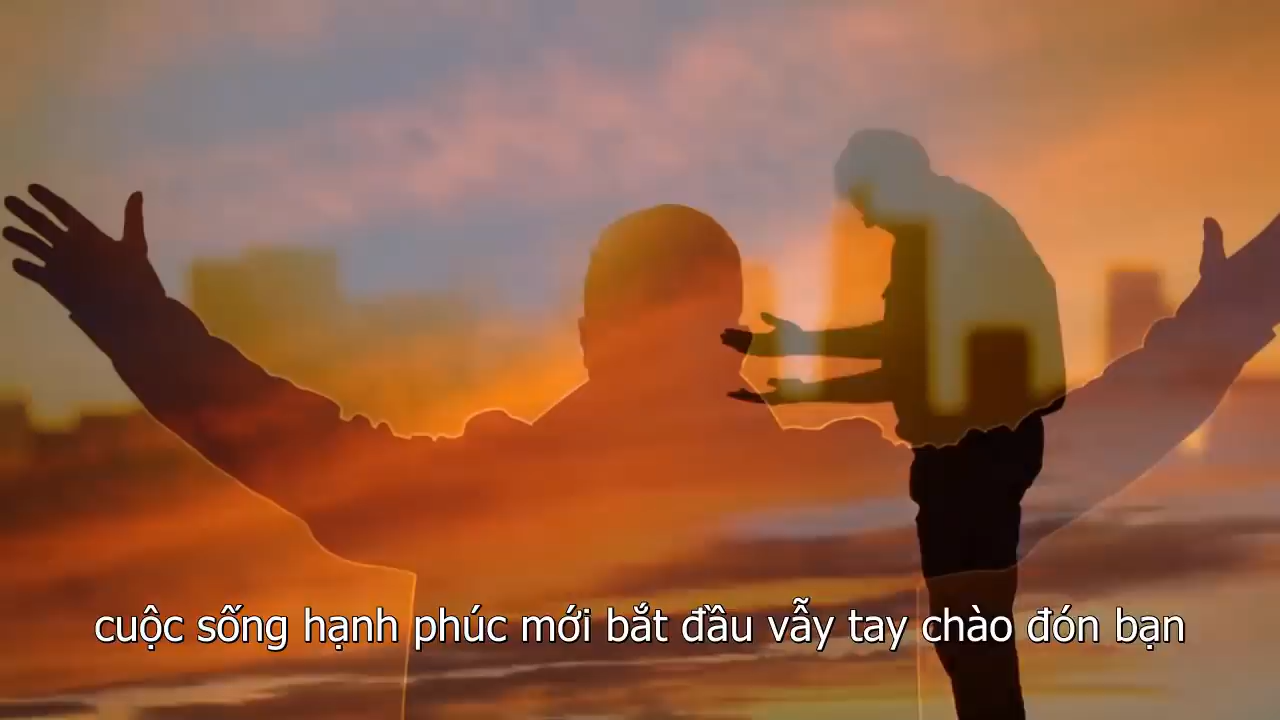 cuộc sống hạnh phúc mới bắt đầu vẫy tay chào đón bạn